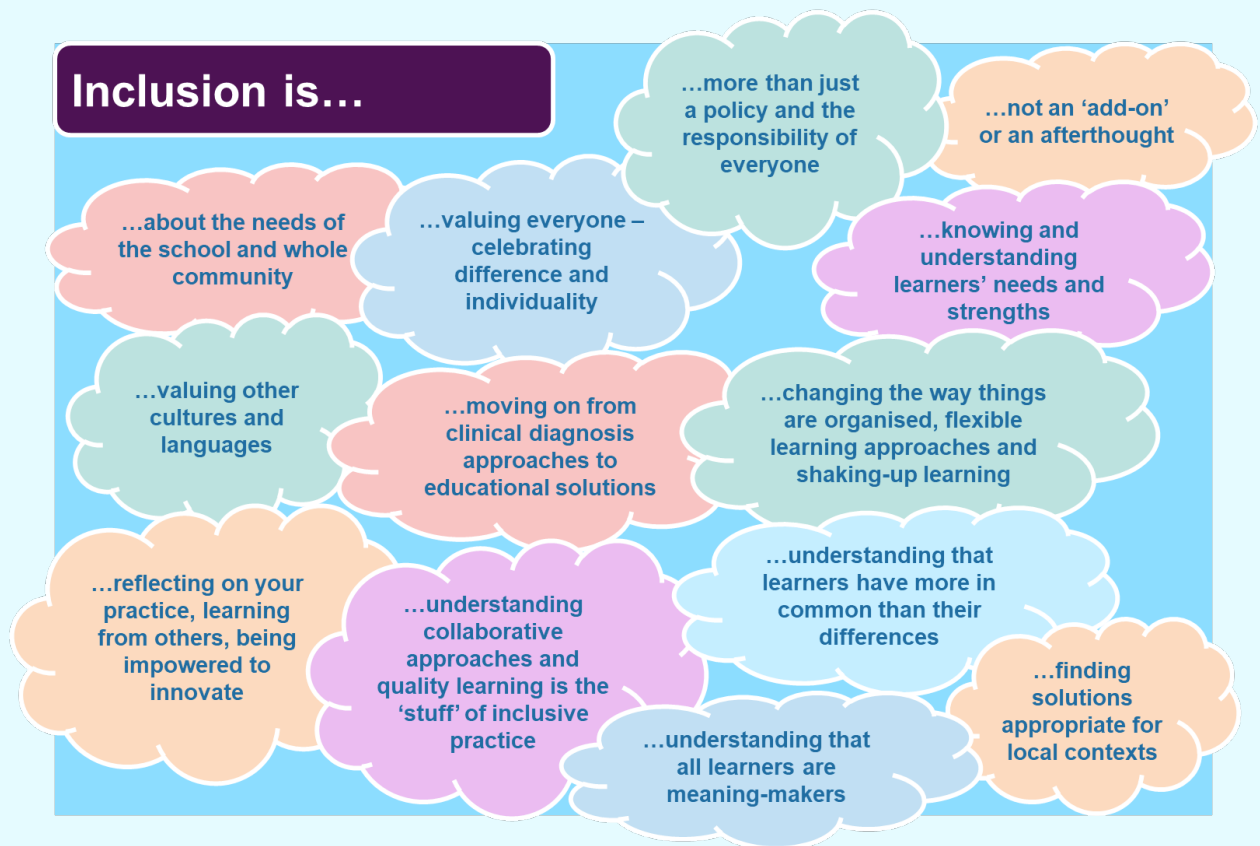 Inclusion is…
…more than just
a policy and the
responsibility of
everyone
…not an ‘add-on’
or an afterthought
…about the needs of
the school and whole
community
…valuing everyone –
celebrating
difference and
individuality
…knowing and
understanding
learners’ needs and
strengths
…valuing other
cultures and
languages
…moving on from
clinical diagnosis
approaches to
educational solutions
…changing the way things
are organised, flexible
learning approaches and
shaking-up learning
…reflecting on your
practice, learning
from others, being
impowered to
innovate
…understanding
collaborative
approaches and
quality learning is the
‘stuff’ of inclusive
practice
…understanding that
learners have more in
common than their
differences
…finding
solutions
appropriate for
local contexts
…understanding that
all learners are
meaning-makers